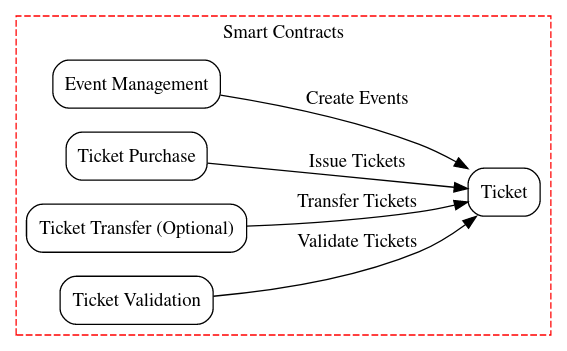 Smart Contracts
Event Management
Create Events
Ticket Purchase
Issue Tickets
Ticket
Ticket Transfer (Optional)
Transfer Tickets
Validate Tickets
Ticket Validation